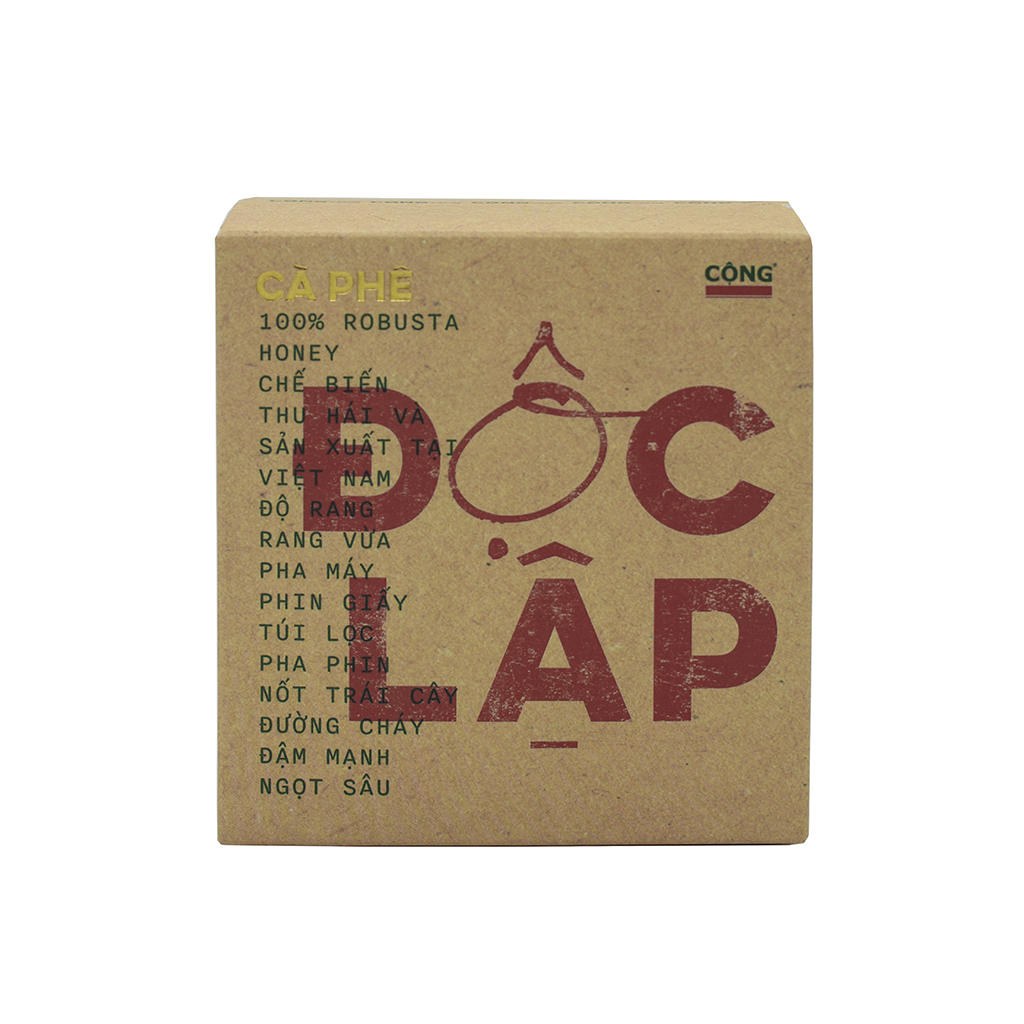 CÀ PHÊ
CỘNG
100% ROBUSTA
HONEY
CHẾ BIẾN
THU HÁI VÀ
SẢN XUẤT TẠI
VIỆT NAM
ĐỘ RANG
RANG VỪA
PHA MÁY
PHIN GIẤY
TÚI LỌC
PHA PHIN
NỐT TRÁI CÂY
ĐƯỜNG CHÁY
ĐẬM MẠNH
NGỌT SÂU
ĐỘC
LẬP